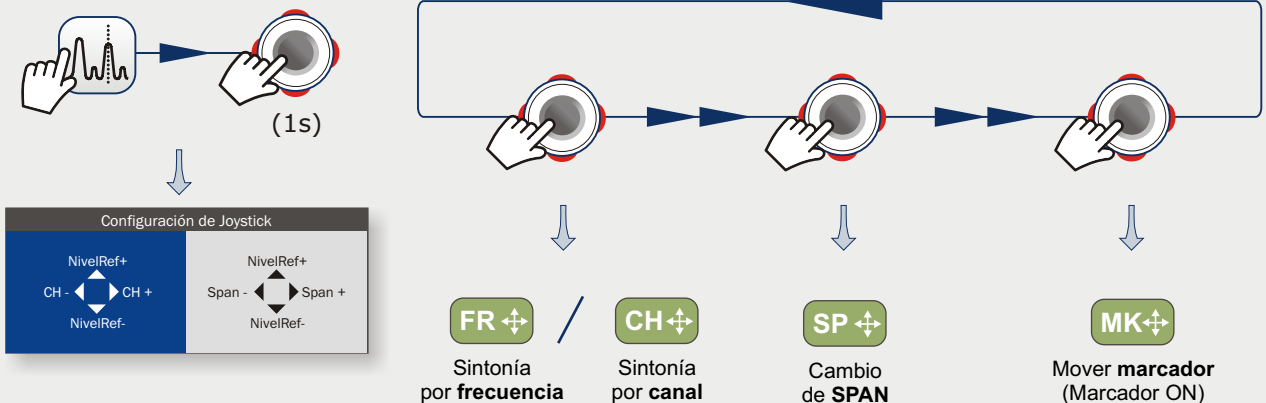 (1s)
Configuración de Joystick
NivelRef+
CH -
CH +
NivelRef-
NivelRef+
Span -
Span +
NivelRef-
FR
Sintonía
por frecuencia
CH
Sintonía
por canal
SP
Cambio
de SPAN
MK
Mover marcador
(Marcador ON)